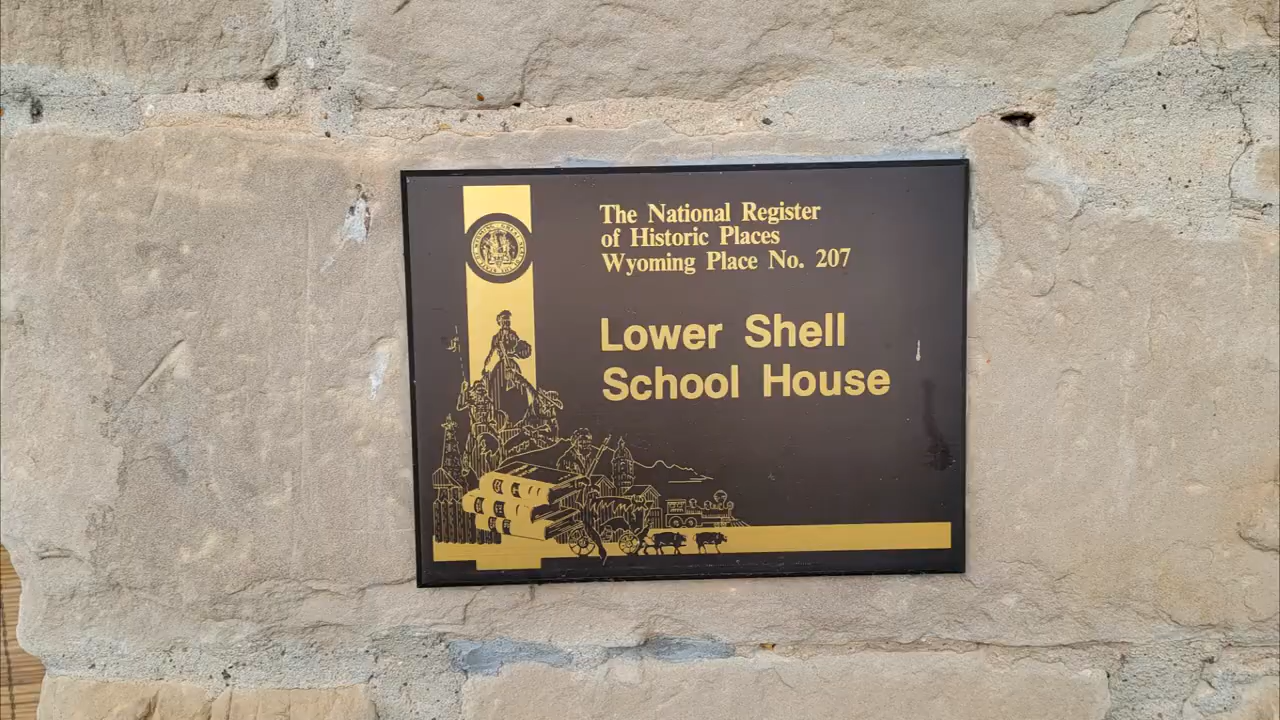 The National Register
of Historic Places
Wyoming Place No. 207
Lower Shell
School House